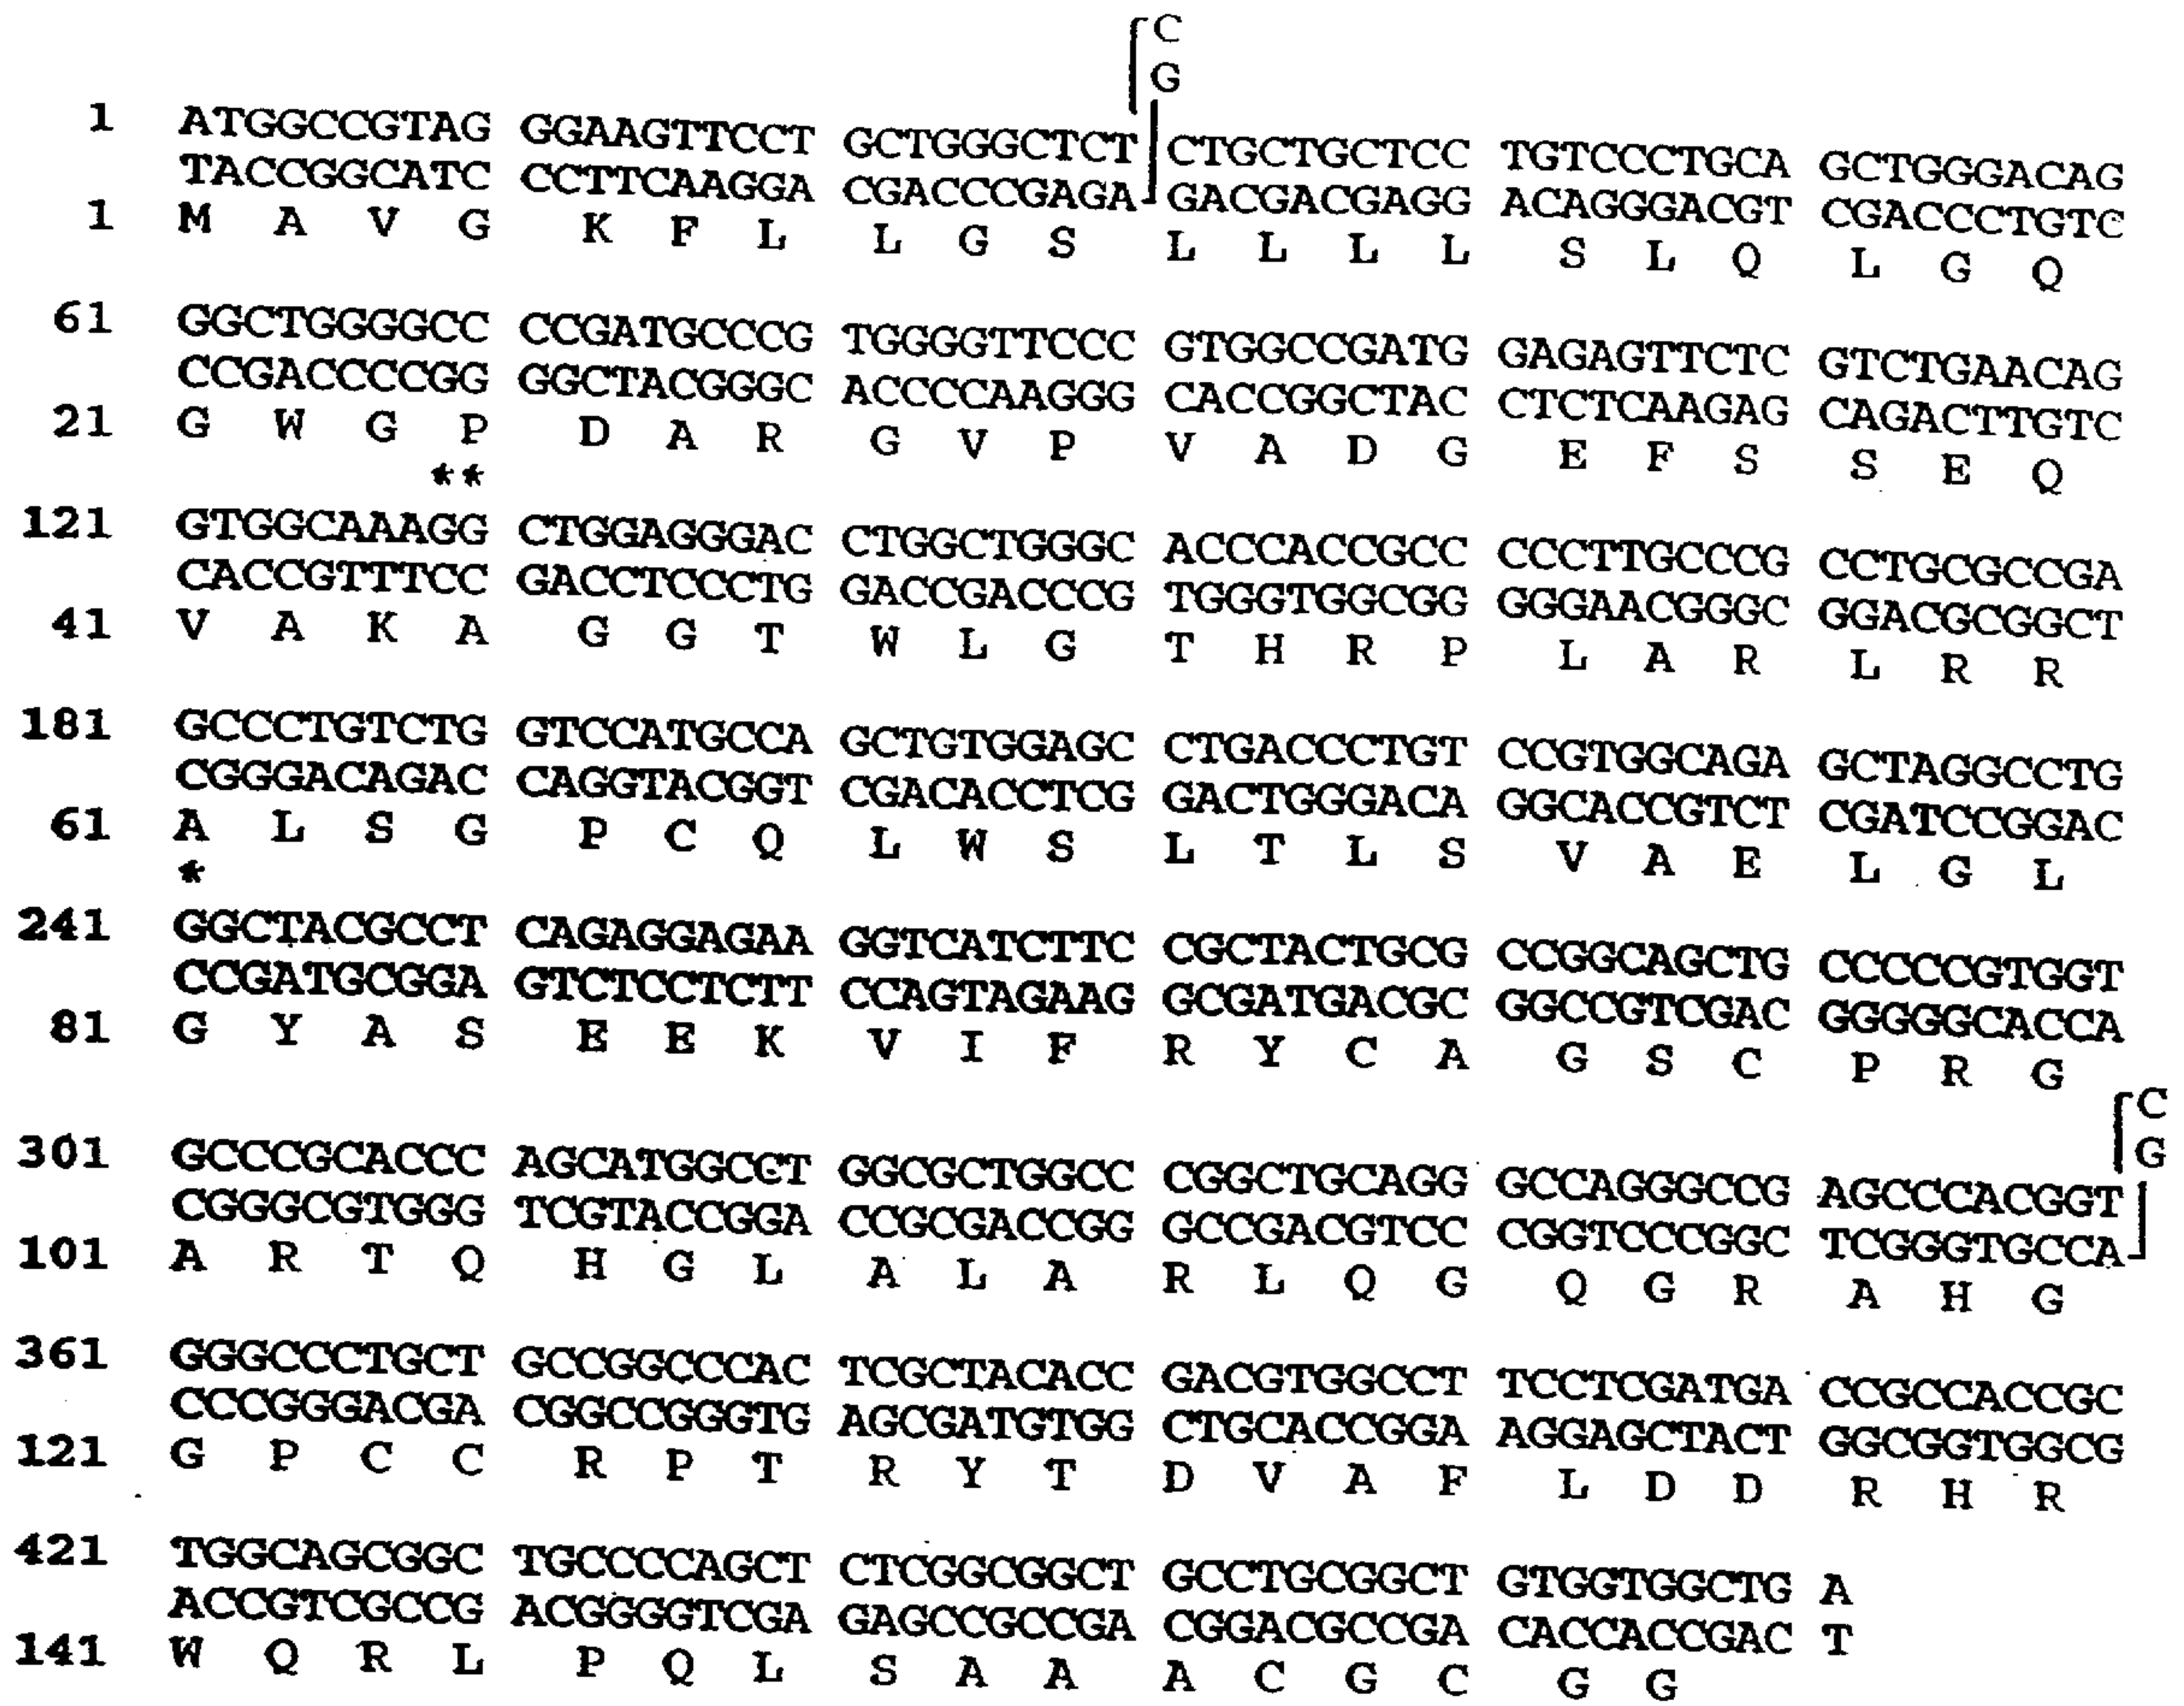 C
G
1 ATGGCCGTAG GGAAGTTCCT GCTGGGCTCT CTGCTGCTCC TGTCCCTGCA GCTGGGACAG
TACCGGCATC CCTTCAAGGA CGACCCGAGA GACGACGAGG ACAGGGACGT CGACCCTGTC
1 M A V G K F L L G S L L L L S L Q L G Q
61 GGCTGGGGCC CCGATGCCCG TGGGGTTCCC GTGGCCGATG GAGAGTTCTC GTCTGAACAG
CCGACCCCGG GGCTACGGGC ACCCCAAGGG CACCGGCTAC CTCTCAAGAG CAGACTTGTC
21 G W G P D A R G V P V A D G E F S S E Q
**
121 GTGGCAAAGG CTGGAGGGAC CTGGCTGGGC ACCCACCGCC CCCTTGCCCG CCTGCGCCGA
CACCGTTTCC GACCTCCCTG GACCGACCCG TGGGTGGCGG GGGAACGGGC GGACGCGGCT
41 V A K A G G T W L G T H R P L A R L R R
181 GCCCTGTCTG GTCCATGCCA GCTGTGGAGC CTGACCCTGT CCGTGGCAGA GCTAGGCCTG
CGGGACAGAC CAGGTACGGT CGACACCTCG GACTGGGACA GGCACCGTCT CGATCCGGAC
61 A L S G P C Q L W S L T L S V A E L G L
*
241 GGCTACGCCT CAGAGGAGAA GGTCATCTTC CGCTACTGCG CCGGCAGCTG CCCCCGTGGT
CCGATGCGGA GTCTCCTCTT CCAGTAGAAG GCGATGACGC GGCCGTCGAC GGGGGCACCA
81 G Y A S E E K V I F R Y C A G S C P R G
C
G
301 GCCCGCACCC AGCATGGCCT GGCGCTGGCC CGGCTGCAGG GCCAGGGCCG AGCCCACGGT
CGGGCGTGGG TCGTACCGGA CCGCGACCGG GCCGACGTCC CGGTCCCGGC TCGGGTGCCA
101 A R T Q H G L A L A R L Q G Q G R A H G
361 GGGCCCTGCT GCCGGCCCAC TCGCTACACC GACGTGGCCT TCCTCGATGA CCGCCACCGC
CCCGGGACGA CGGCCGGGTG AGCGATGTGG CTGCACCGGA AGGAGCTACT GGCGGTGGCG
121 G P C C R P T R Y T D V A F L D D R H R
421 TGGCAGCGGC TGCCCCAGCT CTCGGCGGCT GCCTGCGGCT GTGGTGGCTG A
ACCGTCGCCG ACGGGGTCGA GAGCCGCCGA CGGACGCCGA CACCACCGAC T
141 W Q R L P Q L S A A A C G C G G